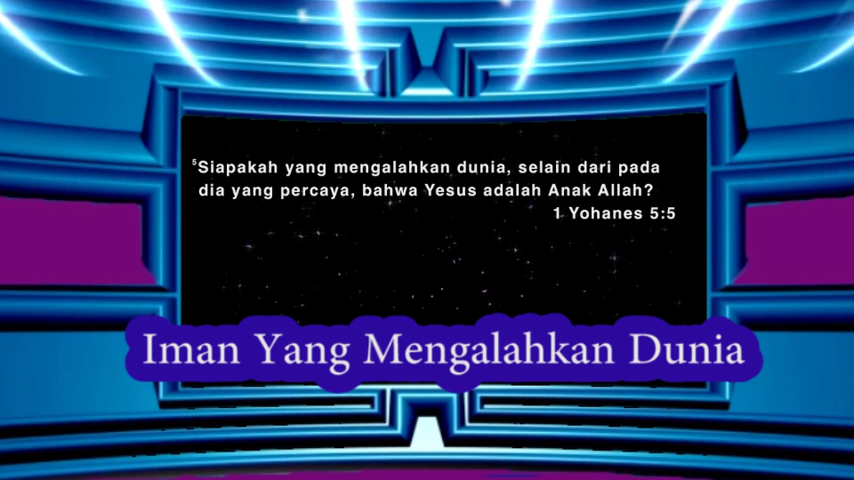 ⁵Siapakah yang mengalahkan dunia, selain dari pada
dia yang percaya, bahwa Yesus adalah Anak Allah?
1 Yohanes 5:5
Iman Yang Mengalahkan Dunia